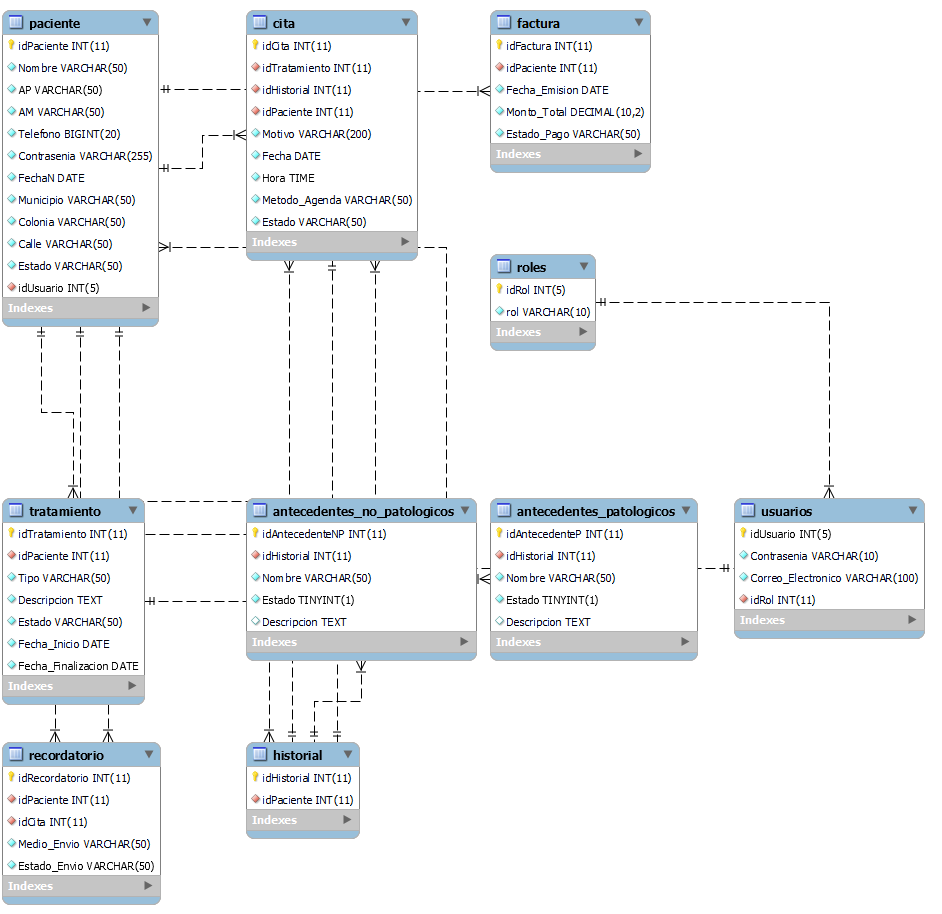 paciente
idPaciente INT(11)
Nombre VARCHAR(50)
AP VARCHAR(50)
AM VARCHAR(50)
Telefono BIGINT(20)
Contrasenia VARCHAR(255)
FechaN DATE
Municipio VARCHAR(50)
Colonia VARCHAR(50)
Calle VARCHAR(50)
Estado VARCHAR(50)
idUsuario INT(5)
Indexes
cita
idCita INT(11)
idTratamiento INT(11)
idHistorial INT(11)
idPaciente INT(11)
Motivo VARCHAR(200)
Fecha DATE
Hora TIME
Metodo_Agenda VARCHAR(50)
Estado VARCHAR(50)
Indexes
factura
idFactura INT(11)
idPaciente INT(11)
Fecha_Emision DATE
Monto_Total DECIMAL(10,2)
Estado_Pago VARCHAR(50)
Indexes
roles
idRol INT(5)
rol VARCHAR(10)
Indexes
tratamiento
idTratamiento INT(11)
idPaciente INT(11)
Tipo VARCHAR(50)
Descripcion TEXT
Estado VARCHAR(50)
Fecha_Inicio DATE
Fecha_Finalizacion DATE
Indexes
antecedentes_no_patologicos
idAntecedenteNP INT(11)
idHistorial INT(11)
Nombre VARCHAR(50)
Estado TINYINT(1)
Descripcion TEXT
Indexes
antecedentes_patologicos
idAntecedenteP INT(11)
idHistorial INT(11)
Nombre VARCHAR(50)
Estado TINYINT(1)
Descripcion TEXT
Indexes
usuarios
idUsuario INT(5)
Contrasenia VARCHAR(10)
Correo_Electronico VARCHAR(100)
idRol INT(11)
Indexes
recordatorio
idRecordatorio INT(11)
idPaciente INT(11)
idCita INT(11)
Medio_Envio VARCHAR(50)
Estado_Envio VARCHAR(50)
Indexes
historial
idHistorial INT(11)
idPaciente INT(11)
Indexes